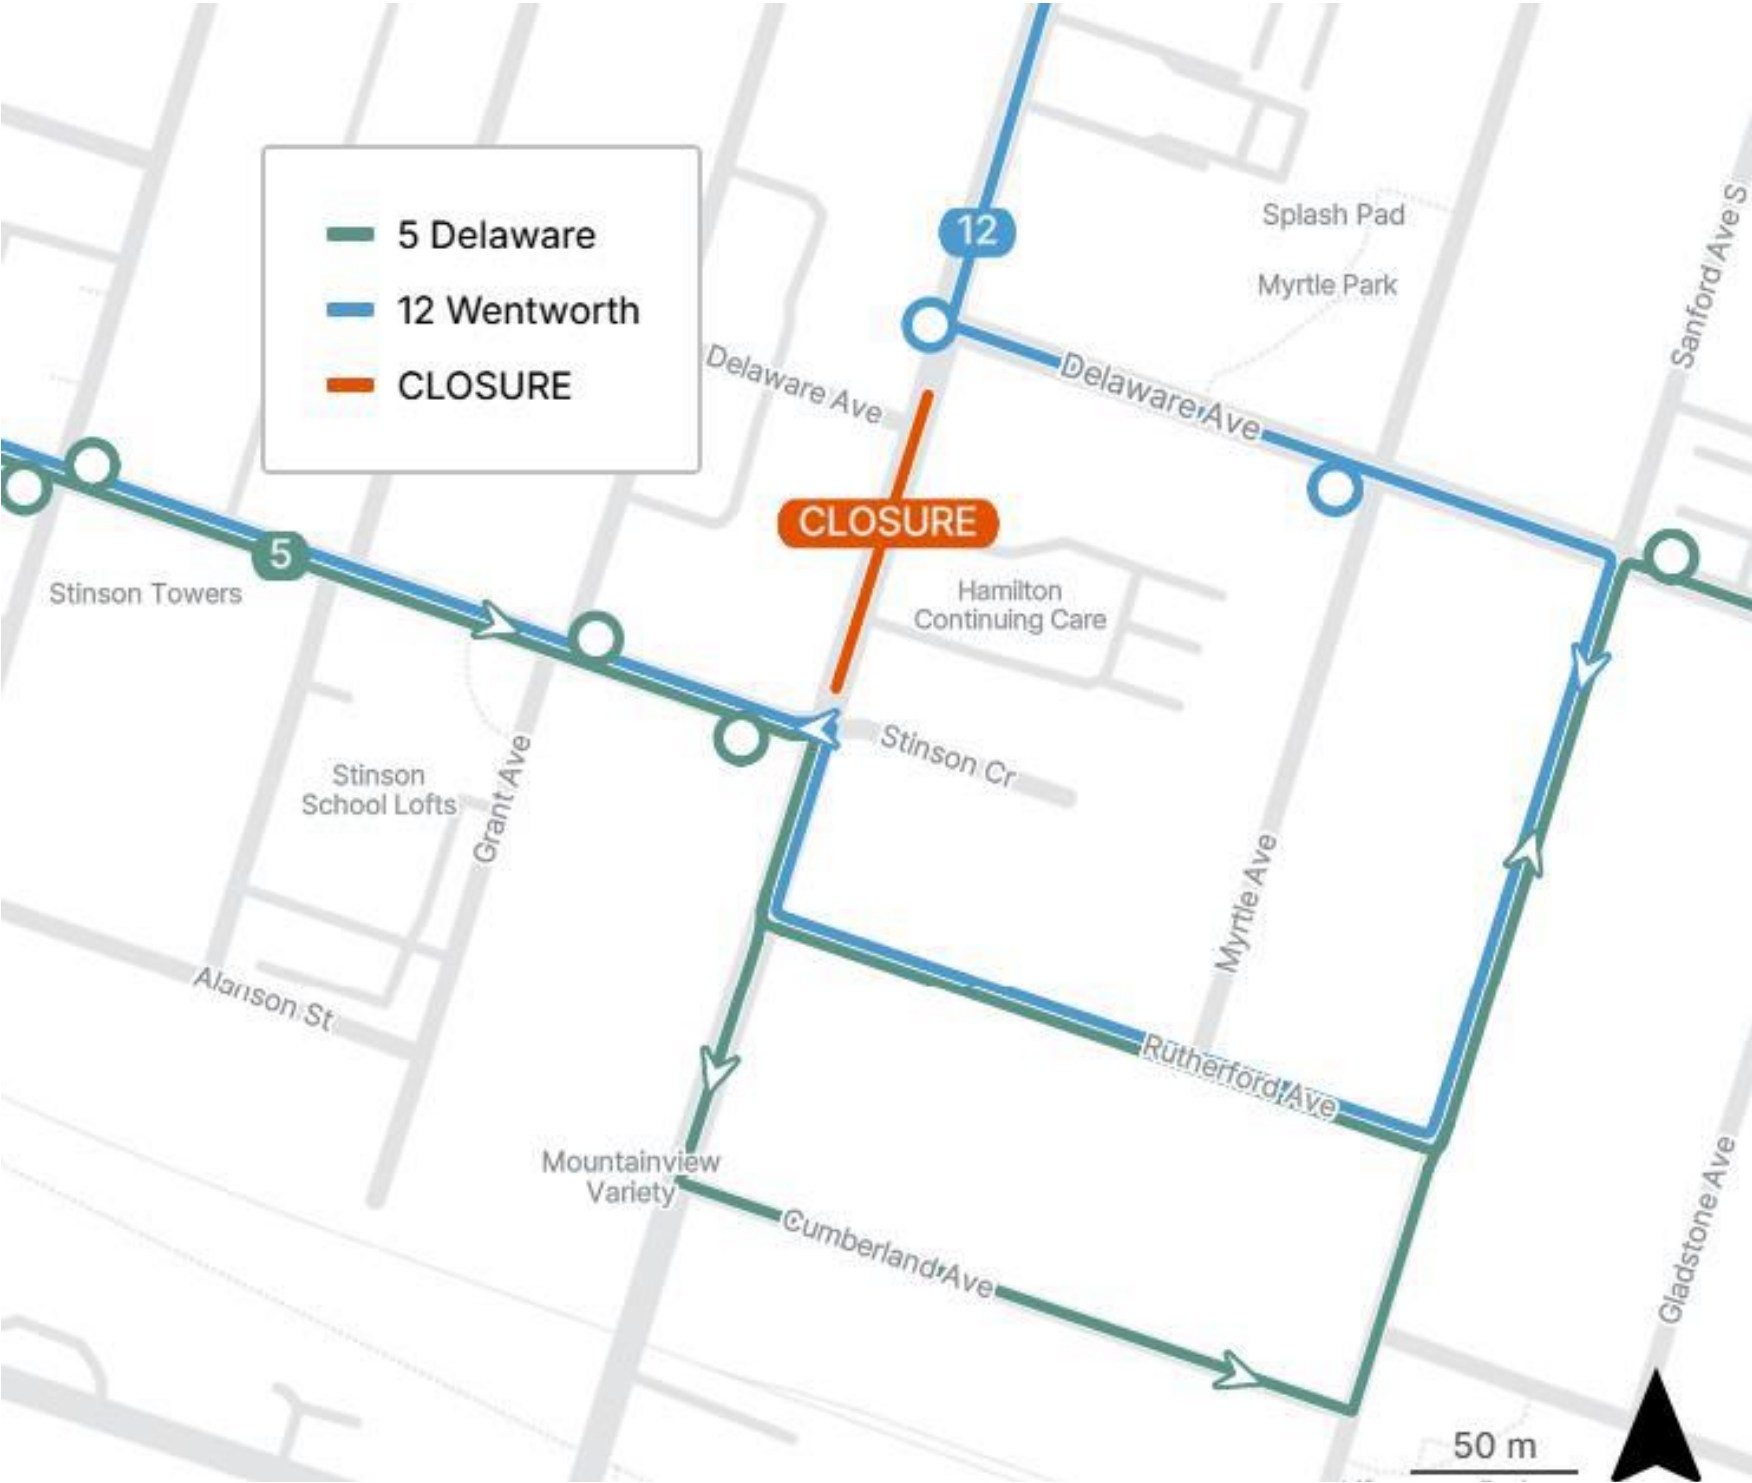 12
Splash Pad
Myrtle Park
Sanford Ave S
5 Delaware
12 Wentworth
CLOSURE
Delaware Ave
Delaware Ave
CLOSURE
5
Stinson Towers
Hamilton
Continuing Care
Stinson Cr
Stinson
School Lofts
Grant Ave
Myrtle Ave
Alanson St
Rutherford Ave
Mountainview
Variety
Cumberland Ave
Gladstone Ave
50 m